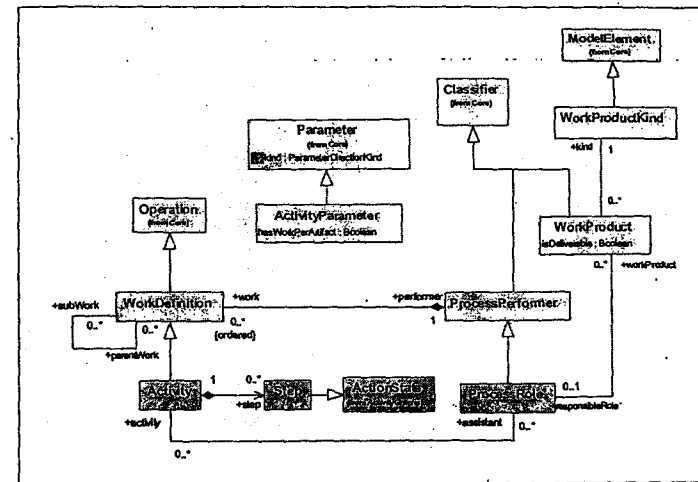 ModelElement
(from Core)
Classifier
(from Core)
WorkProductKind
+kind
1
Parameter
(from Core)
kind : ParameterDirectionKind
0..*
ActivityParameter
hasWorkPerArtifact : Boolean
WorkProduct
isDeliverable : Boolean
0..*
+workProduct
Operation
(from Core)
+subWork
0..*
WorkDefinition
0..*
+work
0..*
{ordered}
+performer
1
ProcessPerformer
+parentWork
Activity
1
0..*
+step
Step
ActionState
ProcessRole
0..1
+responsibleRole
+activity
0..*
+assistant
0..*